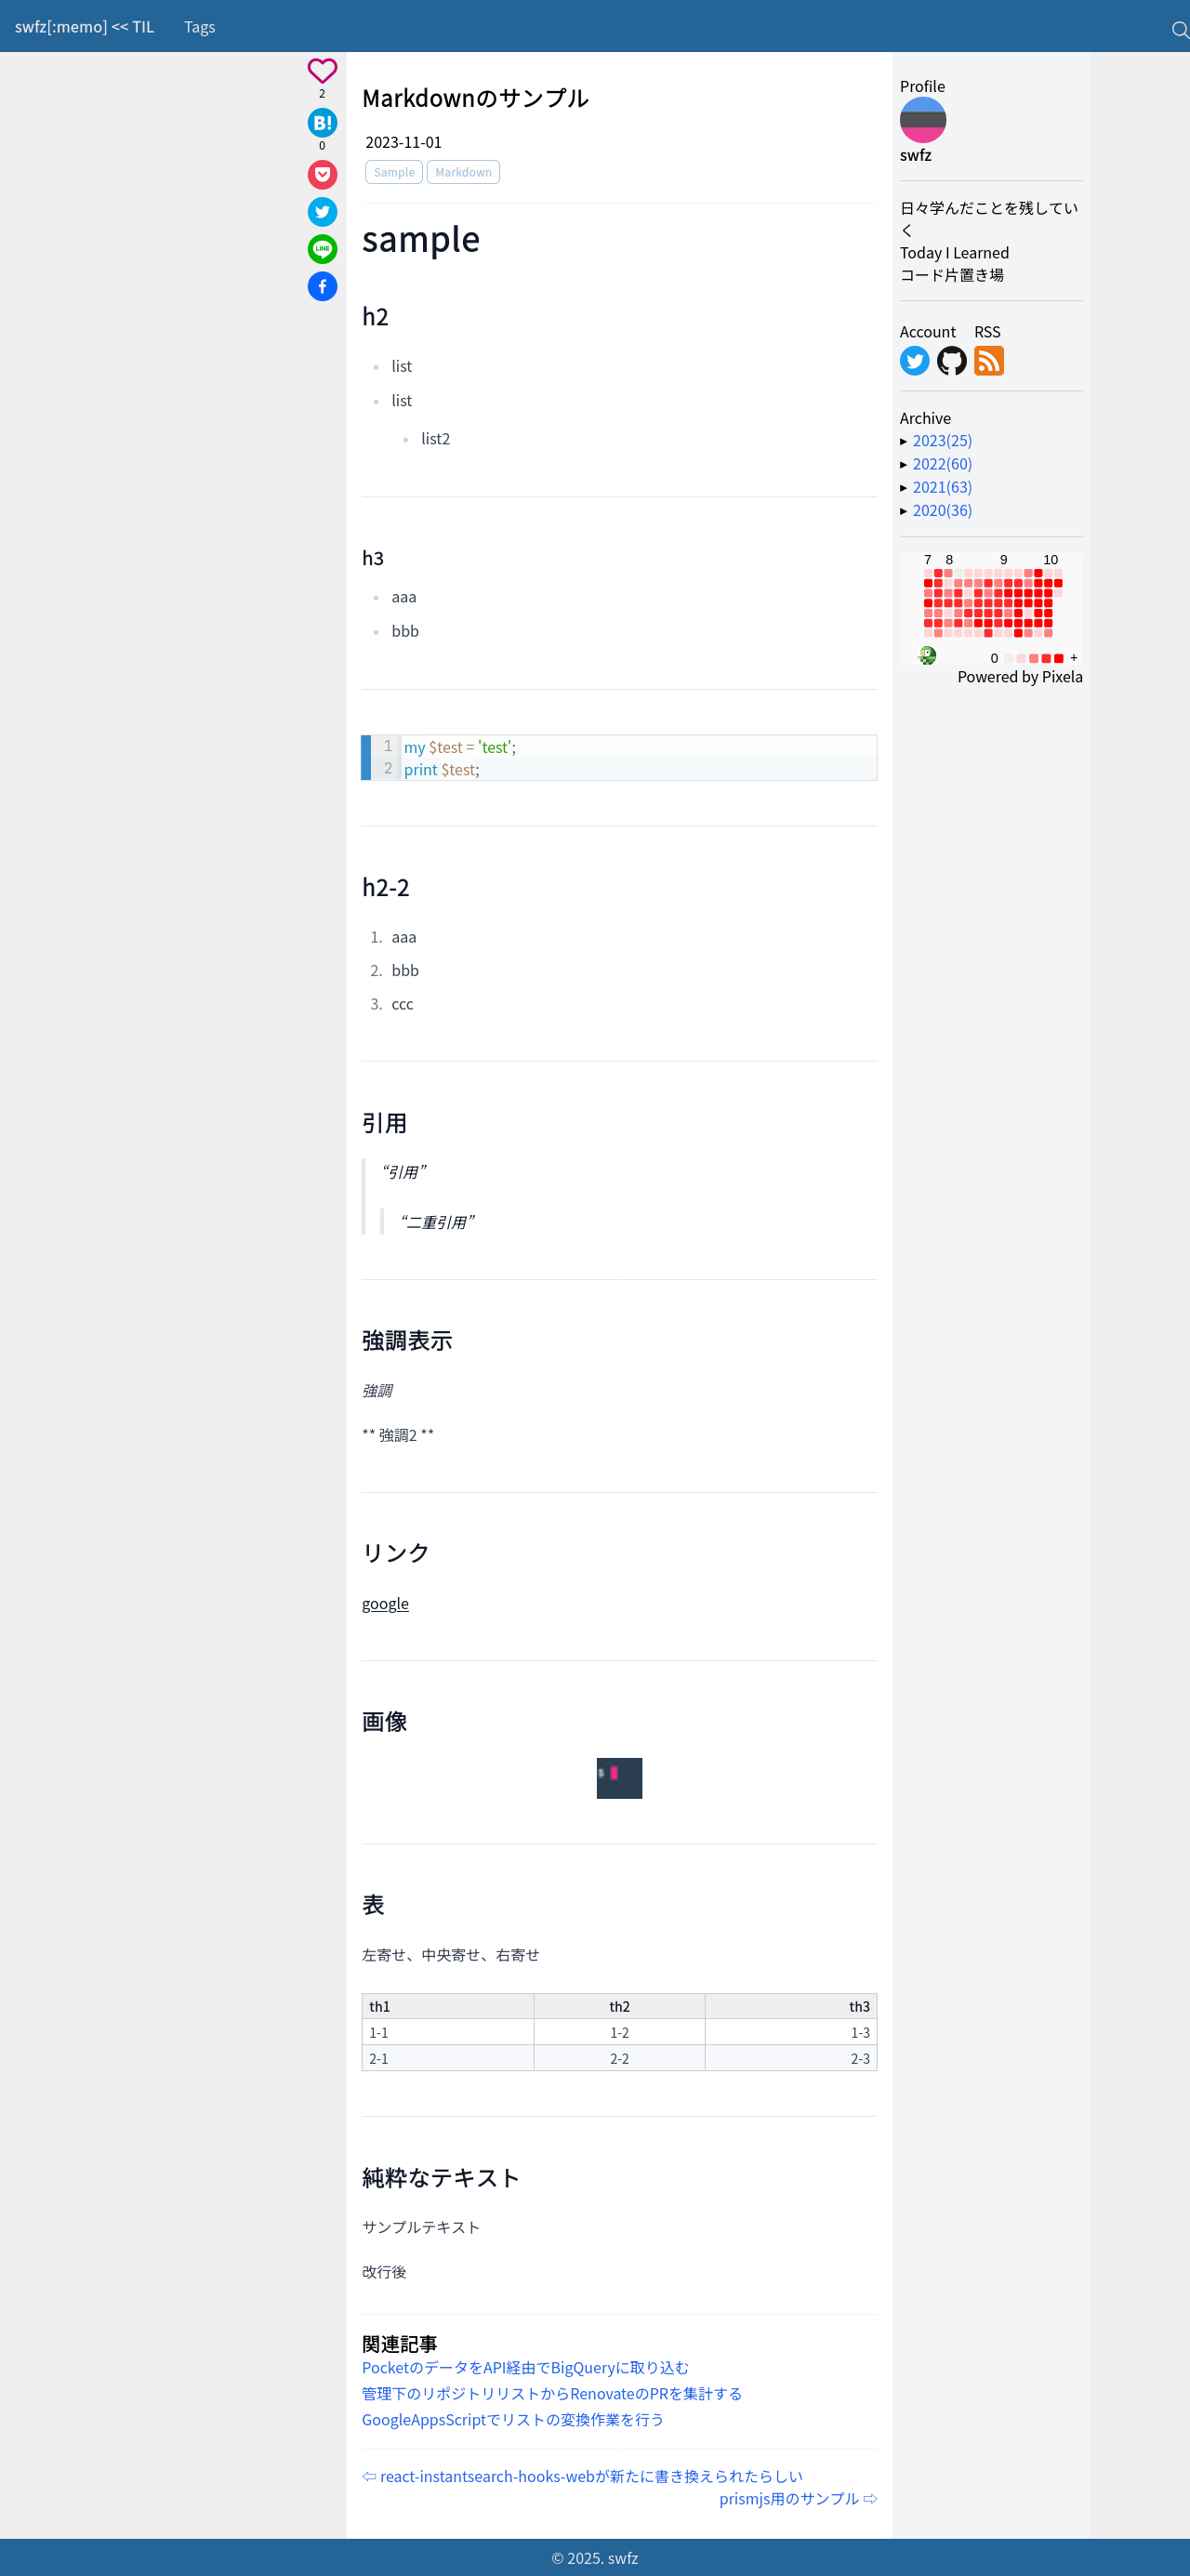 swfz[:memo] << TIL Tags
2
B!
0
LINE
Markdownのサンプル
2023-11-01
Sample Markdown
sample
h2
list
list
list2
h3
aaa
bbb
1 my $test = 'test';
2 print $test;
h2-2
1. aaa
2. bbb
3. ccc
引用
“引用”
“二重引用”
強調表示
強調
** 強調2 **
リンク
google
画像
表
左寄せ、中央寄せ、右寄せ
th1 th2 th3
1-1 1-2 1-3
2-1 2-2 2-3
純粋なテキスト
サンプルテキスト
改行後
関連記事
PocketのデータをAPI経由でBigQueryに取り込む
管理下のリポジトリリストからRenovateのPRを集計する
GoogleAppsScriptでリストの変換作業を行う
⇦ react-instantsearch-hooks-webが新たに書き換えられたらしい
prismjs用のサンプル ⇨
Profile
swfz
日々学んだことを残してい
く
Today I Learned
コード片置き場
Account RSS
Archive
▸ 2023(25)
▸ 2022(60)
▸ 2021(63)
▸ 2020(36)
7 8 9 10
0 +
Powered by Pixela
© 2025. swfz